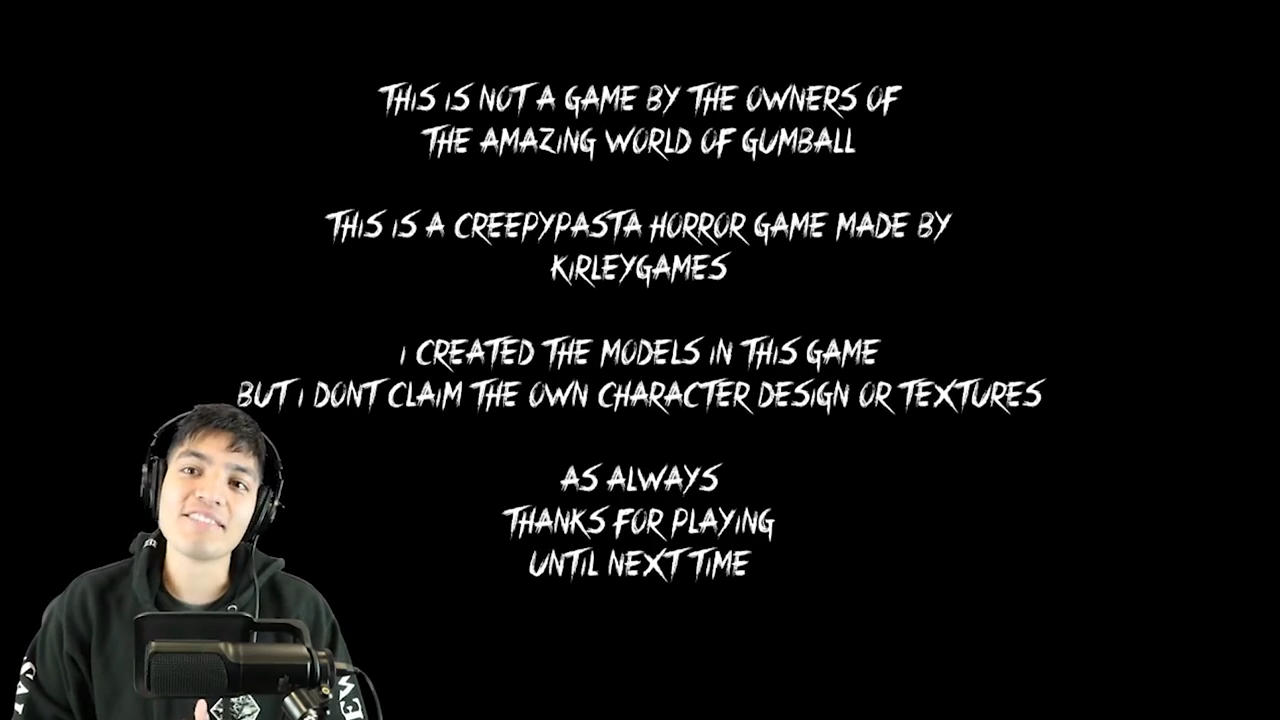 THIS IS NOT A GAME BY THE OWNERS OF
THE AMAZING WORLD OF GUMBALL
THIS IS A CREEPYPASTA HORROR GAME MADE BY
KIRLEYGAMES
I CREATED THE MODELS IN THIS GAME
BUT I DONT CLAIM THE OWN CHARACTER DESIGN OR TEXTURES
AS ALWAYS
THANKS FOR PLAYING
UNTIL NEXT TIME